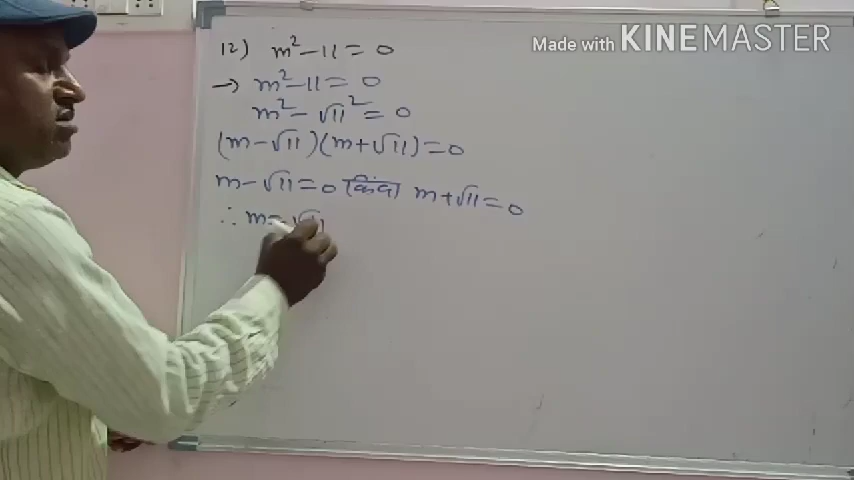 12) m² - 11 = 0
Made with KINEMASTER
→ m² - 11 = 0
m² - √11² = 0
(m - √11)(m + √11) = 0
m - √11 = 0 किंवा m + √11 = 0
∴ m = √11